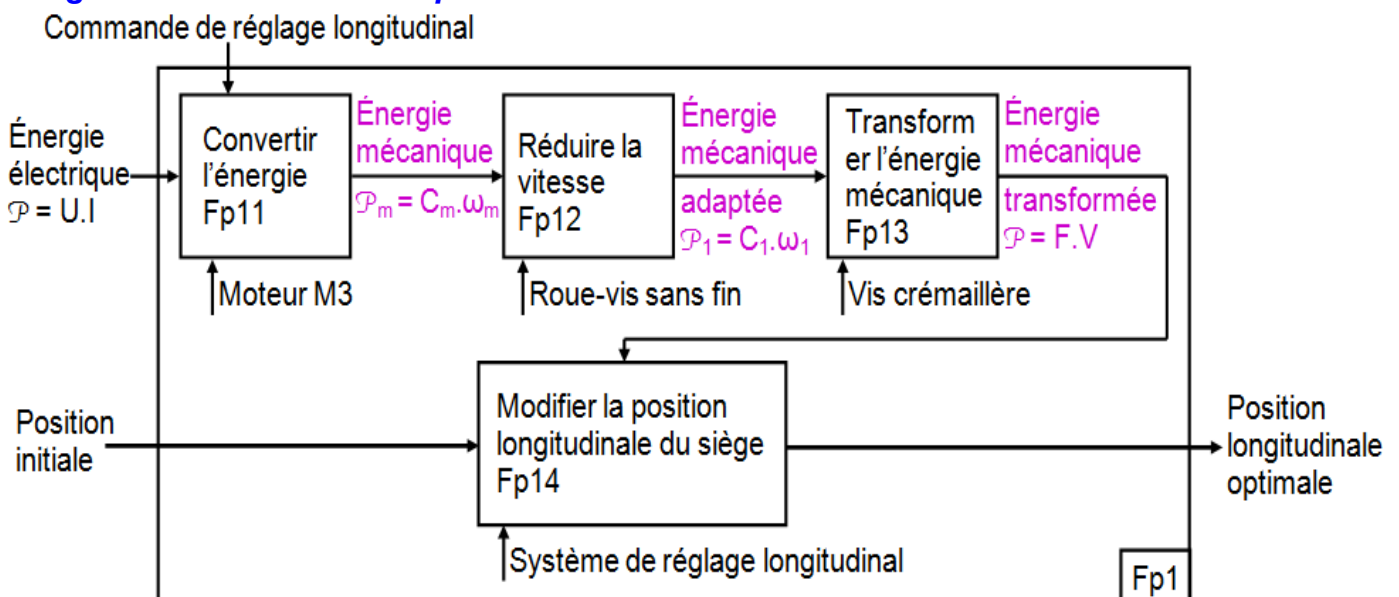 Commande de réglage longitudinal
Énergie
électrique
𝒫 = U.I
Convertir
l’énergie
Fp11
Énergie
mécanique
𝒫m = Cm.ωm
Réduire la
vitesse
Fp12
Énergie
mécanique
adaptée
𝒫1 = C1.ω1
Transform
er l’énergie
mécanique
Fp13
Énergie
mécanique
transformée
𝒫 = F.V
Moteur M3
Roue-vis sans fin
Vis crémaillère
Position
initiale
Modifier la position
longitudinale du siège
Fp14
Position
longitudinale
optimale
Système de réglage longitudinal
Fp1